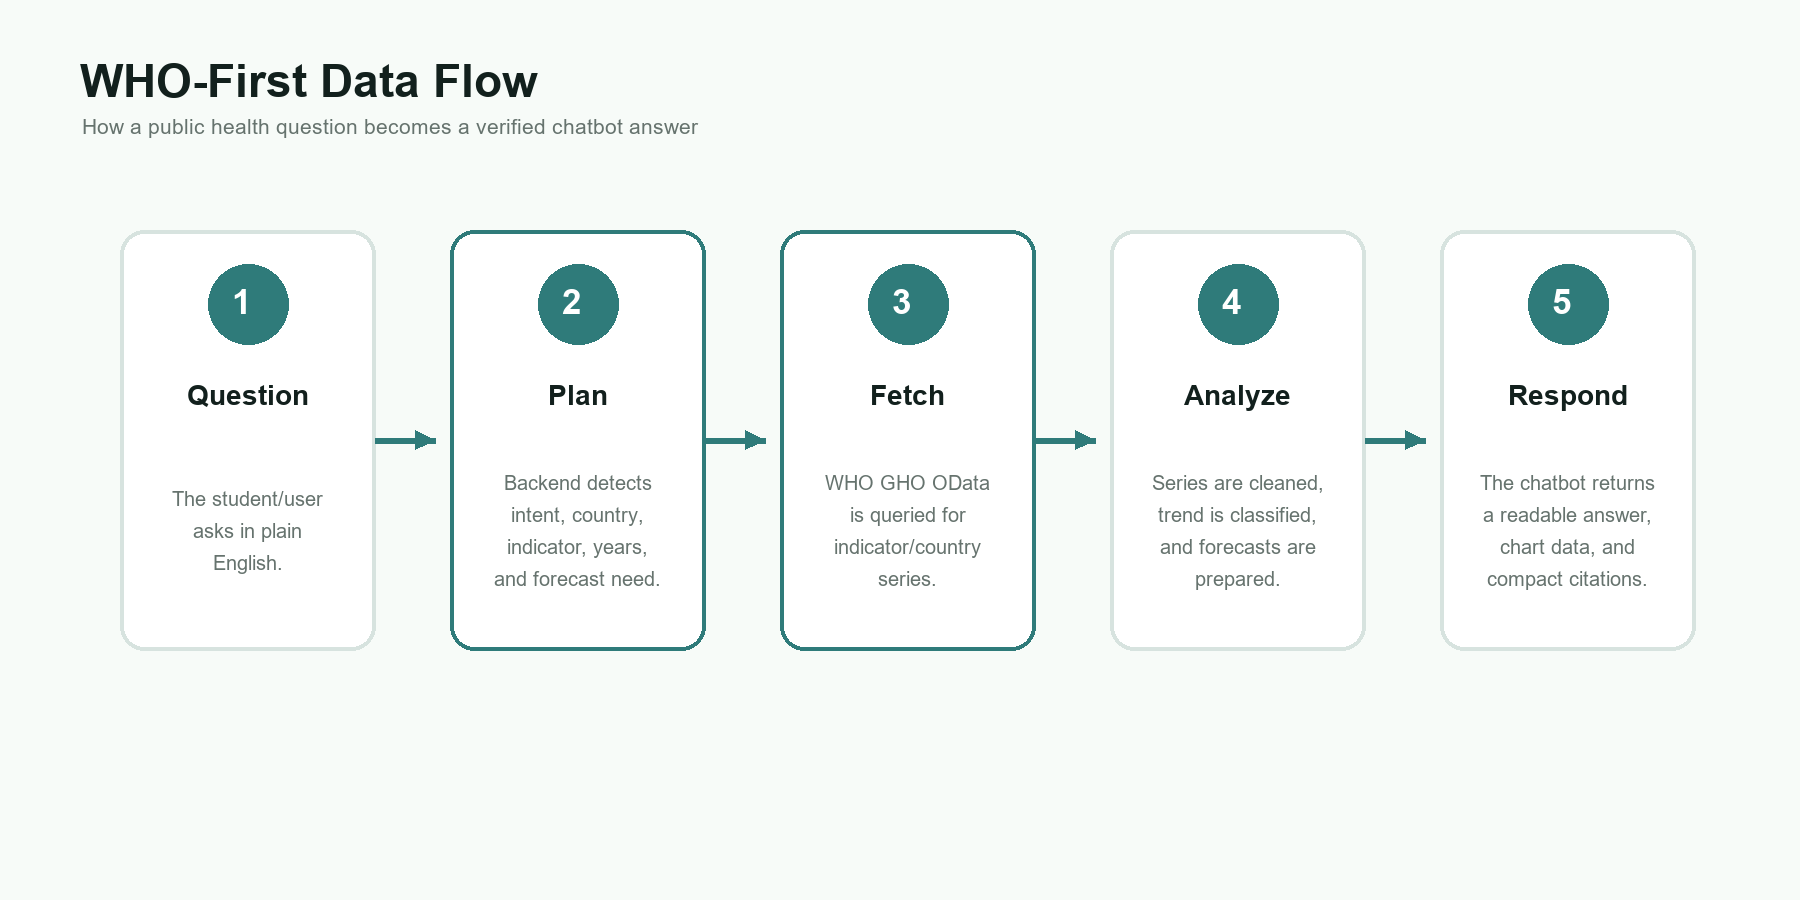 WHO-First Data Flow
How a public health question becomes a verified chatbot answer
1
Question
The student/user
asks in plain
English.
2
Plan
Backend detects
intent, country,
indicator, years,
and forecast need.
3
Fetch
WHO GHO OData
is queried for
indicator/country
series.
4
Analyze
Series are cleaned,
trend is classified,
and forecasts are
prepared.
5
Respond
The chatbot returns
a readable answer,
chart data, and
compact citations.